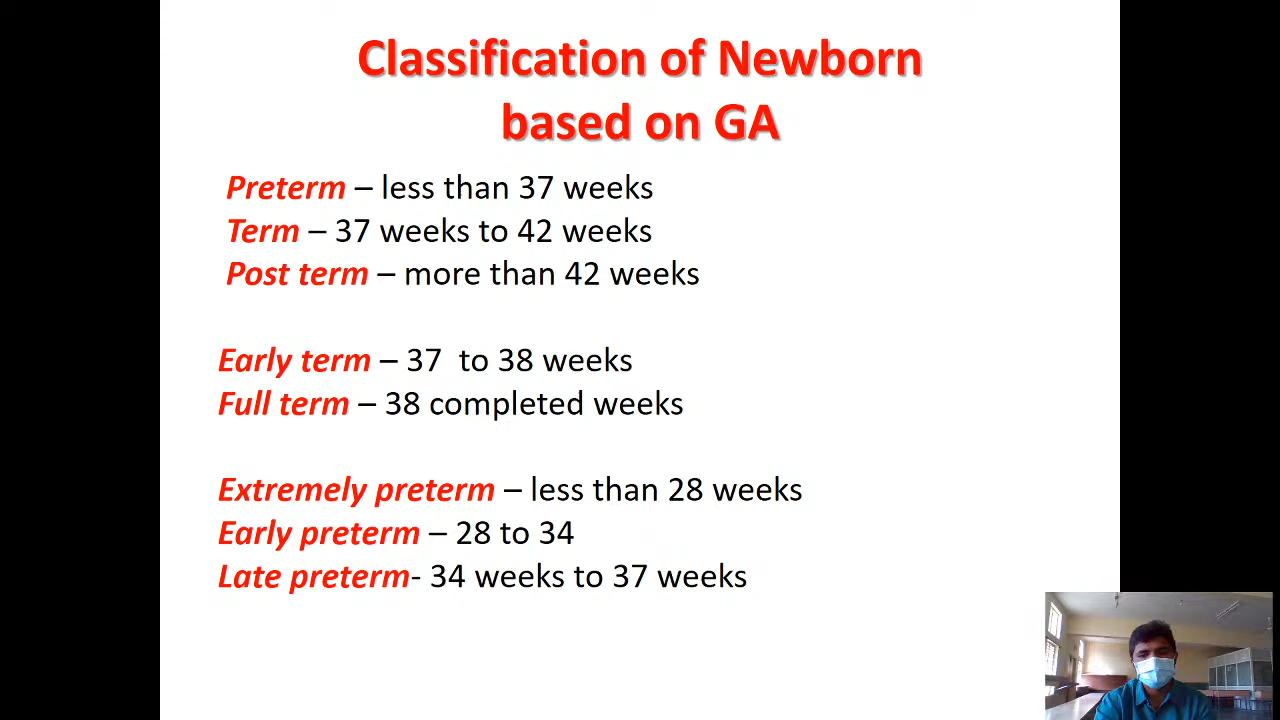 Classification of Newborn
based on GA
Preterm – less than 37 weeks
Term – 37 weeks to 42 weeks
Post term – more than 42 weeks
Early term – 37 to 38 weeks
Full term – 38 completed weeks
Extremely preterm – less than 28 weeks
Early preterm – 28 to 34
Late preterm- 34 weeks to 37 weeks